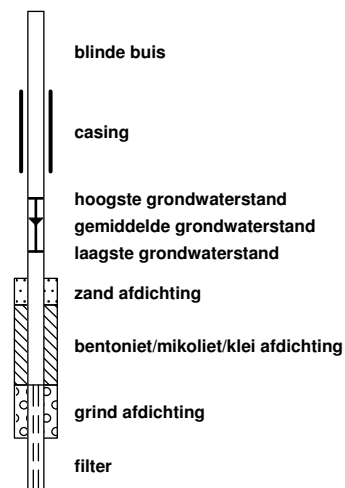 blinde buis
casing
hoogste grondwaterstand
gemiddelde grondwaterstand
laagste grondwaterstand
zand afdichting
bentoniet/mikoliet/klei afdichting
grind afdichting
filter